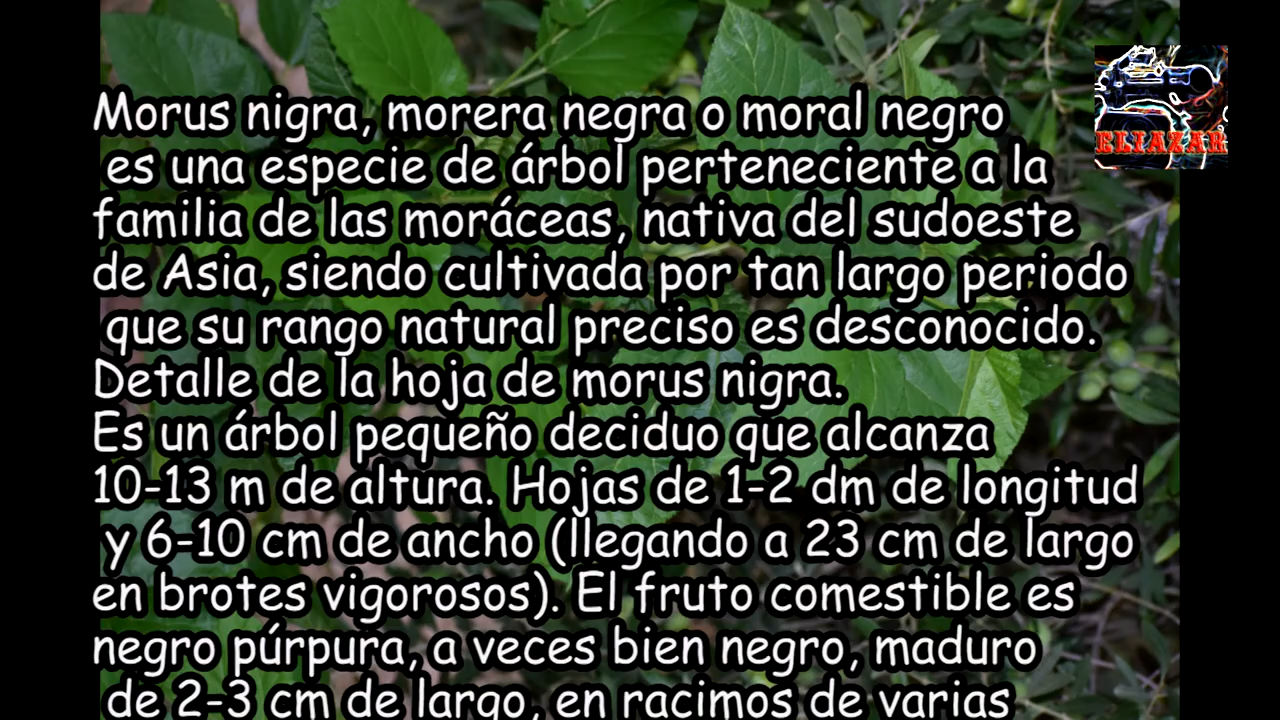 Morus nigra, morera negra o moral negro
es una especie de árbol perteneciente a la
familia de las moráceas, nativa del sudoeste
de Asia, siendo cultivada por tan largo periodo
que su rango natural preciso es desconocido.
Detalle de la hoja de morus nigra.
Es un árbol pequeño deciduo que alcanza
10-13 m de altura. Hojas de 1-2 dm de longitud
y 6-10 cm de ancho (llegando a 23 cm de largo
en brotes vigorosos). El fruto comestible es
negro púrpura, a veces bien negro, maduro
de 2-3 cm de largo, en racimos de varias
ELIAZAR